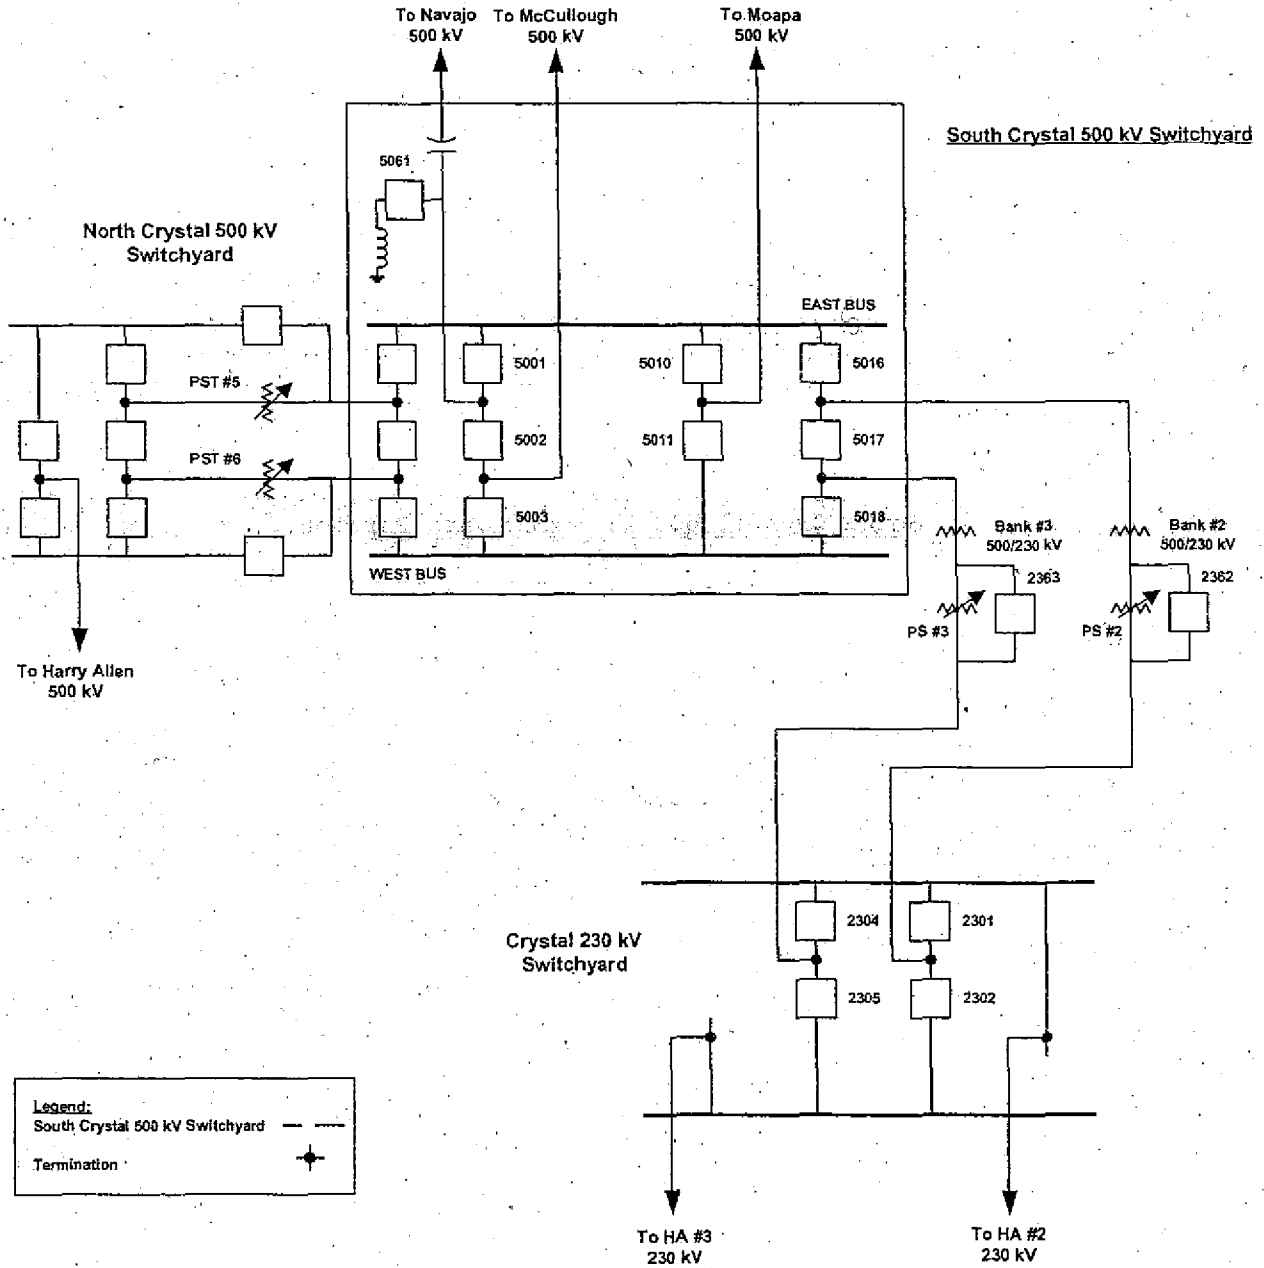 To Navajo
500 kV
To McCullough
500 kV
To Moapa
500 kV
South Crystal 500 kV Switchyard
5061
North Crystal 500 kV
Switchyard
EAST BUS
PST #5
5001
5010
5016
PST #6
5002
5011
5017
5003
5018
WEST BUS
Bank #3
500/230 kV
Bank #2
500/230 kV
2363
2362
PS #3
PS #2
To Harry Allen
500 kV
2304
2301
Crystal 230 kV
Switchyard
2305
2302
Legend:
South Crystal 500 kV Switchyard
Termination
To HA #3
230 kV
To HA #2
230 kV